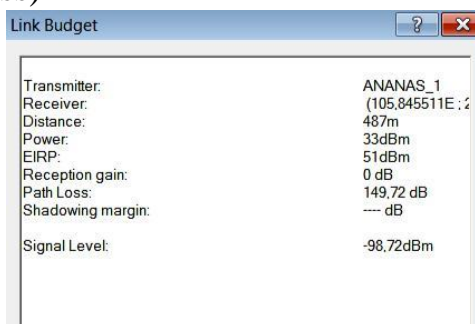 Link Budget
Transmitter: ANANAS_1
Receiver: (105,845511E ; 2
Distance: 487m
Power: 33dBm
EIRP: 51dBm
Reception gain: 0 dB
Path Loss: 149,72 dB
Shadowing margin: ---- dB
Signal Level: -98,72dBm